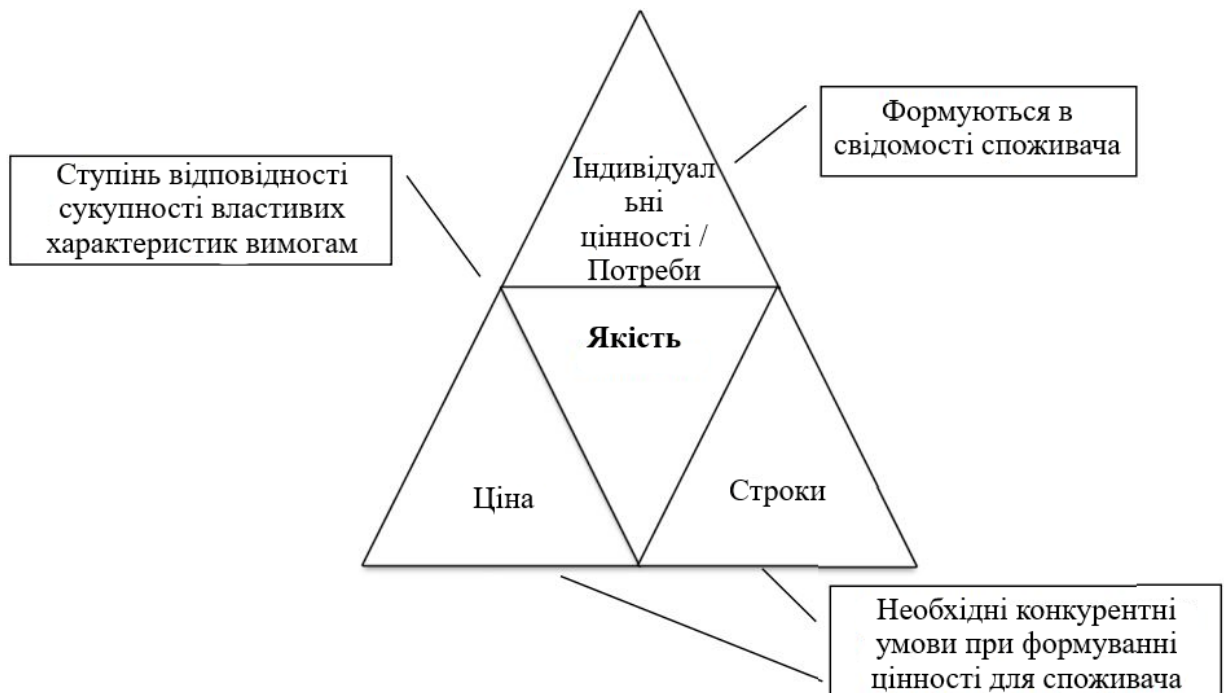 Формуються в
свідомості споживача
Ступінь відповідності
сукупності властивих
характеристик вимогам
Індивідуал
ьні
цінності /
Потреби
Якість
Ціна
Строки
Необхідні конкурентні
умови при формуванні
цінності для споживача